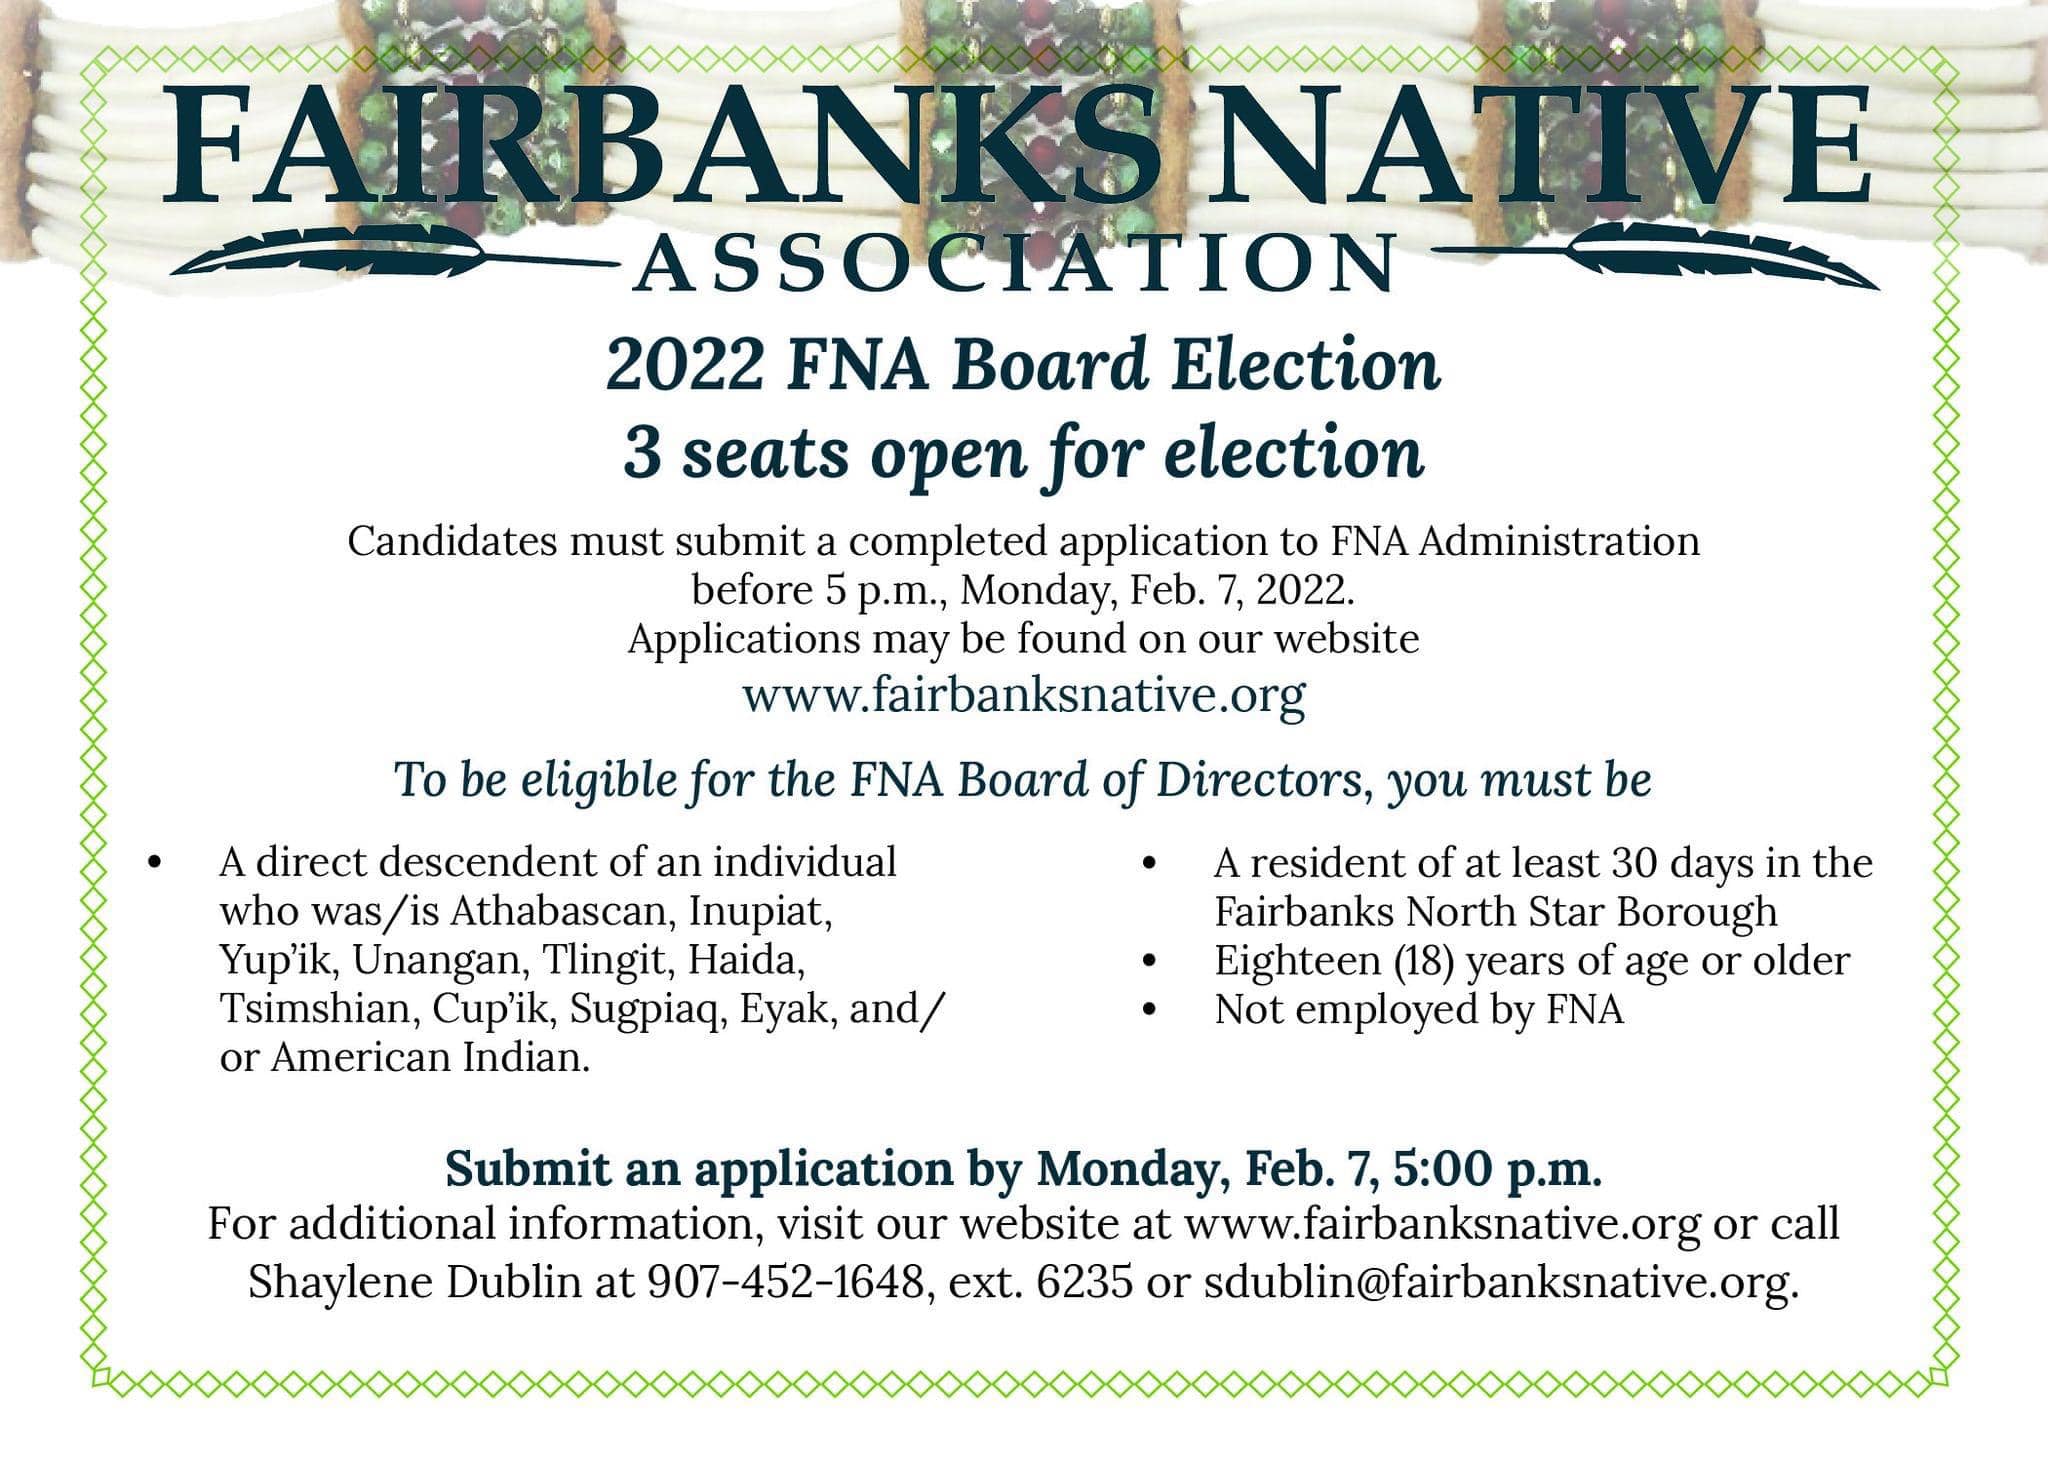 FAIRBANKS NATIVE
ASSOCIATION
2022 FNA Board Election
3 seats open for election
Candidates must submit a completed application to FNA Administration
before 5 p.m., Monday, Feb. 7, 2022.
Applications may be found on our website
www.fairbanksnative.org
To be eligible for the FNA Board of Directors, you must be
• A direct descendent of an individual
who was/is Athabascan, Inupiat,
Yup’ik, Unangan, Tlingit, Haida,
Tsimshian, Cup’ik, Sugpiaq, Eyak, and/
or American Indian.
• A resident of at least 30 days in the
Fairbanks North Star Borough
• Eighteen (18) years of age or older
• Not employed by FNA
Submit an application by Monday, Feb. 7, 5:00 p.m.
For additional information, visit our website at www.fairbanksnative.org or call
Shaylene Dublin at 907-452-1648, ext. 6235 or sdublin@fairbanksnative.org.